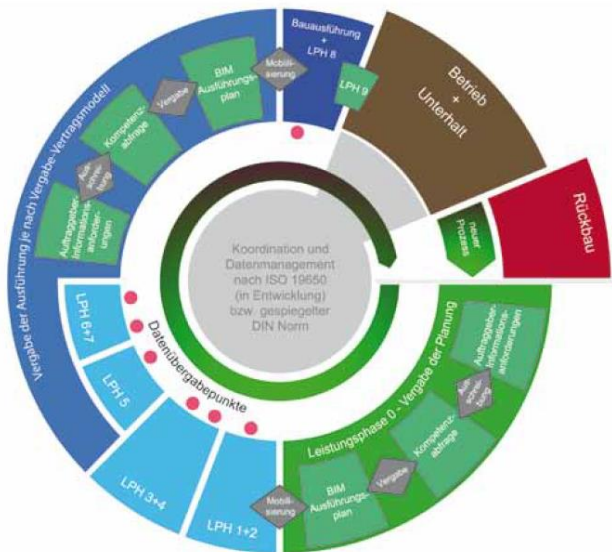 Bauausführung
+
LPH 8
Mobili-
sierung
LPH 9
Betrieb
+
Unterhalt
Rückbau
neuer
Prozess
Vergabe der Ausführung je nach Vergabe-Vertragsmodell
BIM
Ausführungs-
plan
Vergabe
Kompetenz-
abfrage
Aus-
schrei-
bung
Auftraggeber-
Informations-
anforder-
ungen
Koordination und
Datenmanagement
nach ISO 19650
(in Entwicklung)
bzw. gespiegelter
DIN Norm
Datenübergabepunkte
LPH 6+7
LPH 5
LPH 3+4
LPH 1+2
Leistungsphase 0 - Vergabe der Planung
Auftraggeber-
Informations-
anforderungen
Aus-
schrei-
bung
Kompetenz-
abfrage
Vergabe
BIM
Ausführungs-
plan
Mobili-
sierung